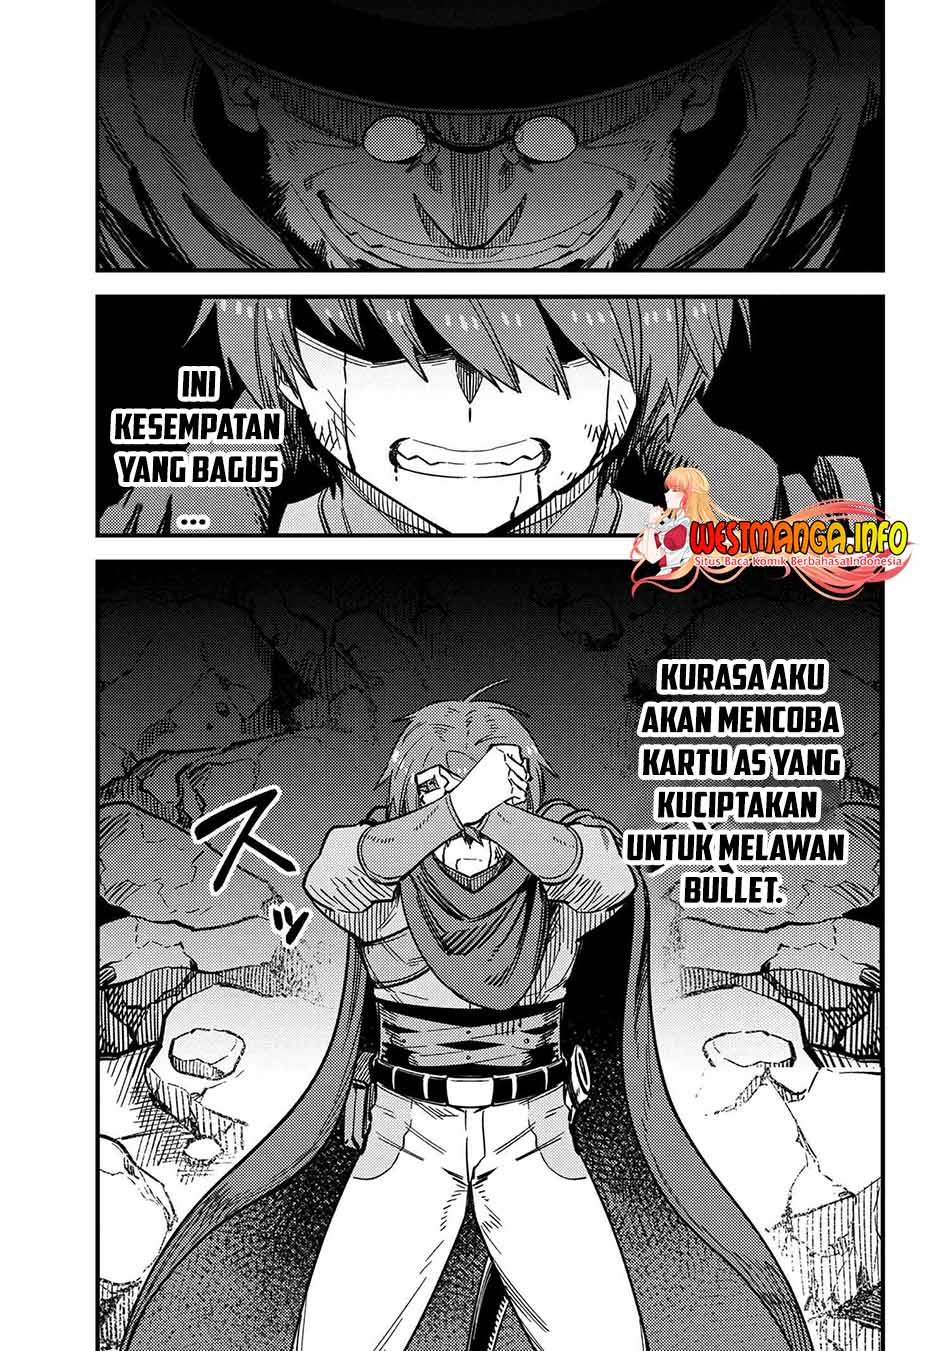 INI
KESEMPATAN
YANG BAGUS
...
WESTMANGA.INFO
Situs Baca Komik Berbahasa Indonesia
KURASA AKU
AKAN MENCOBA
KARTU AS YANG
KUCIPTAKAN
UNTUK MELAWAN
BULLET.
スッ